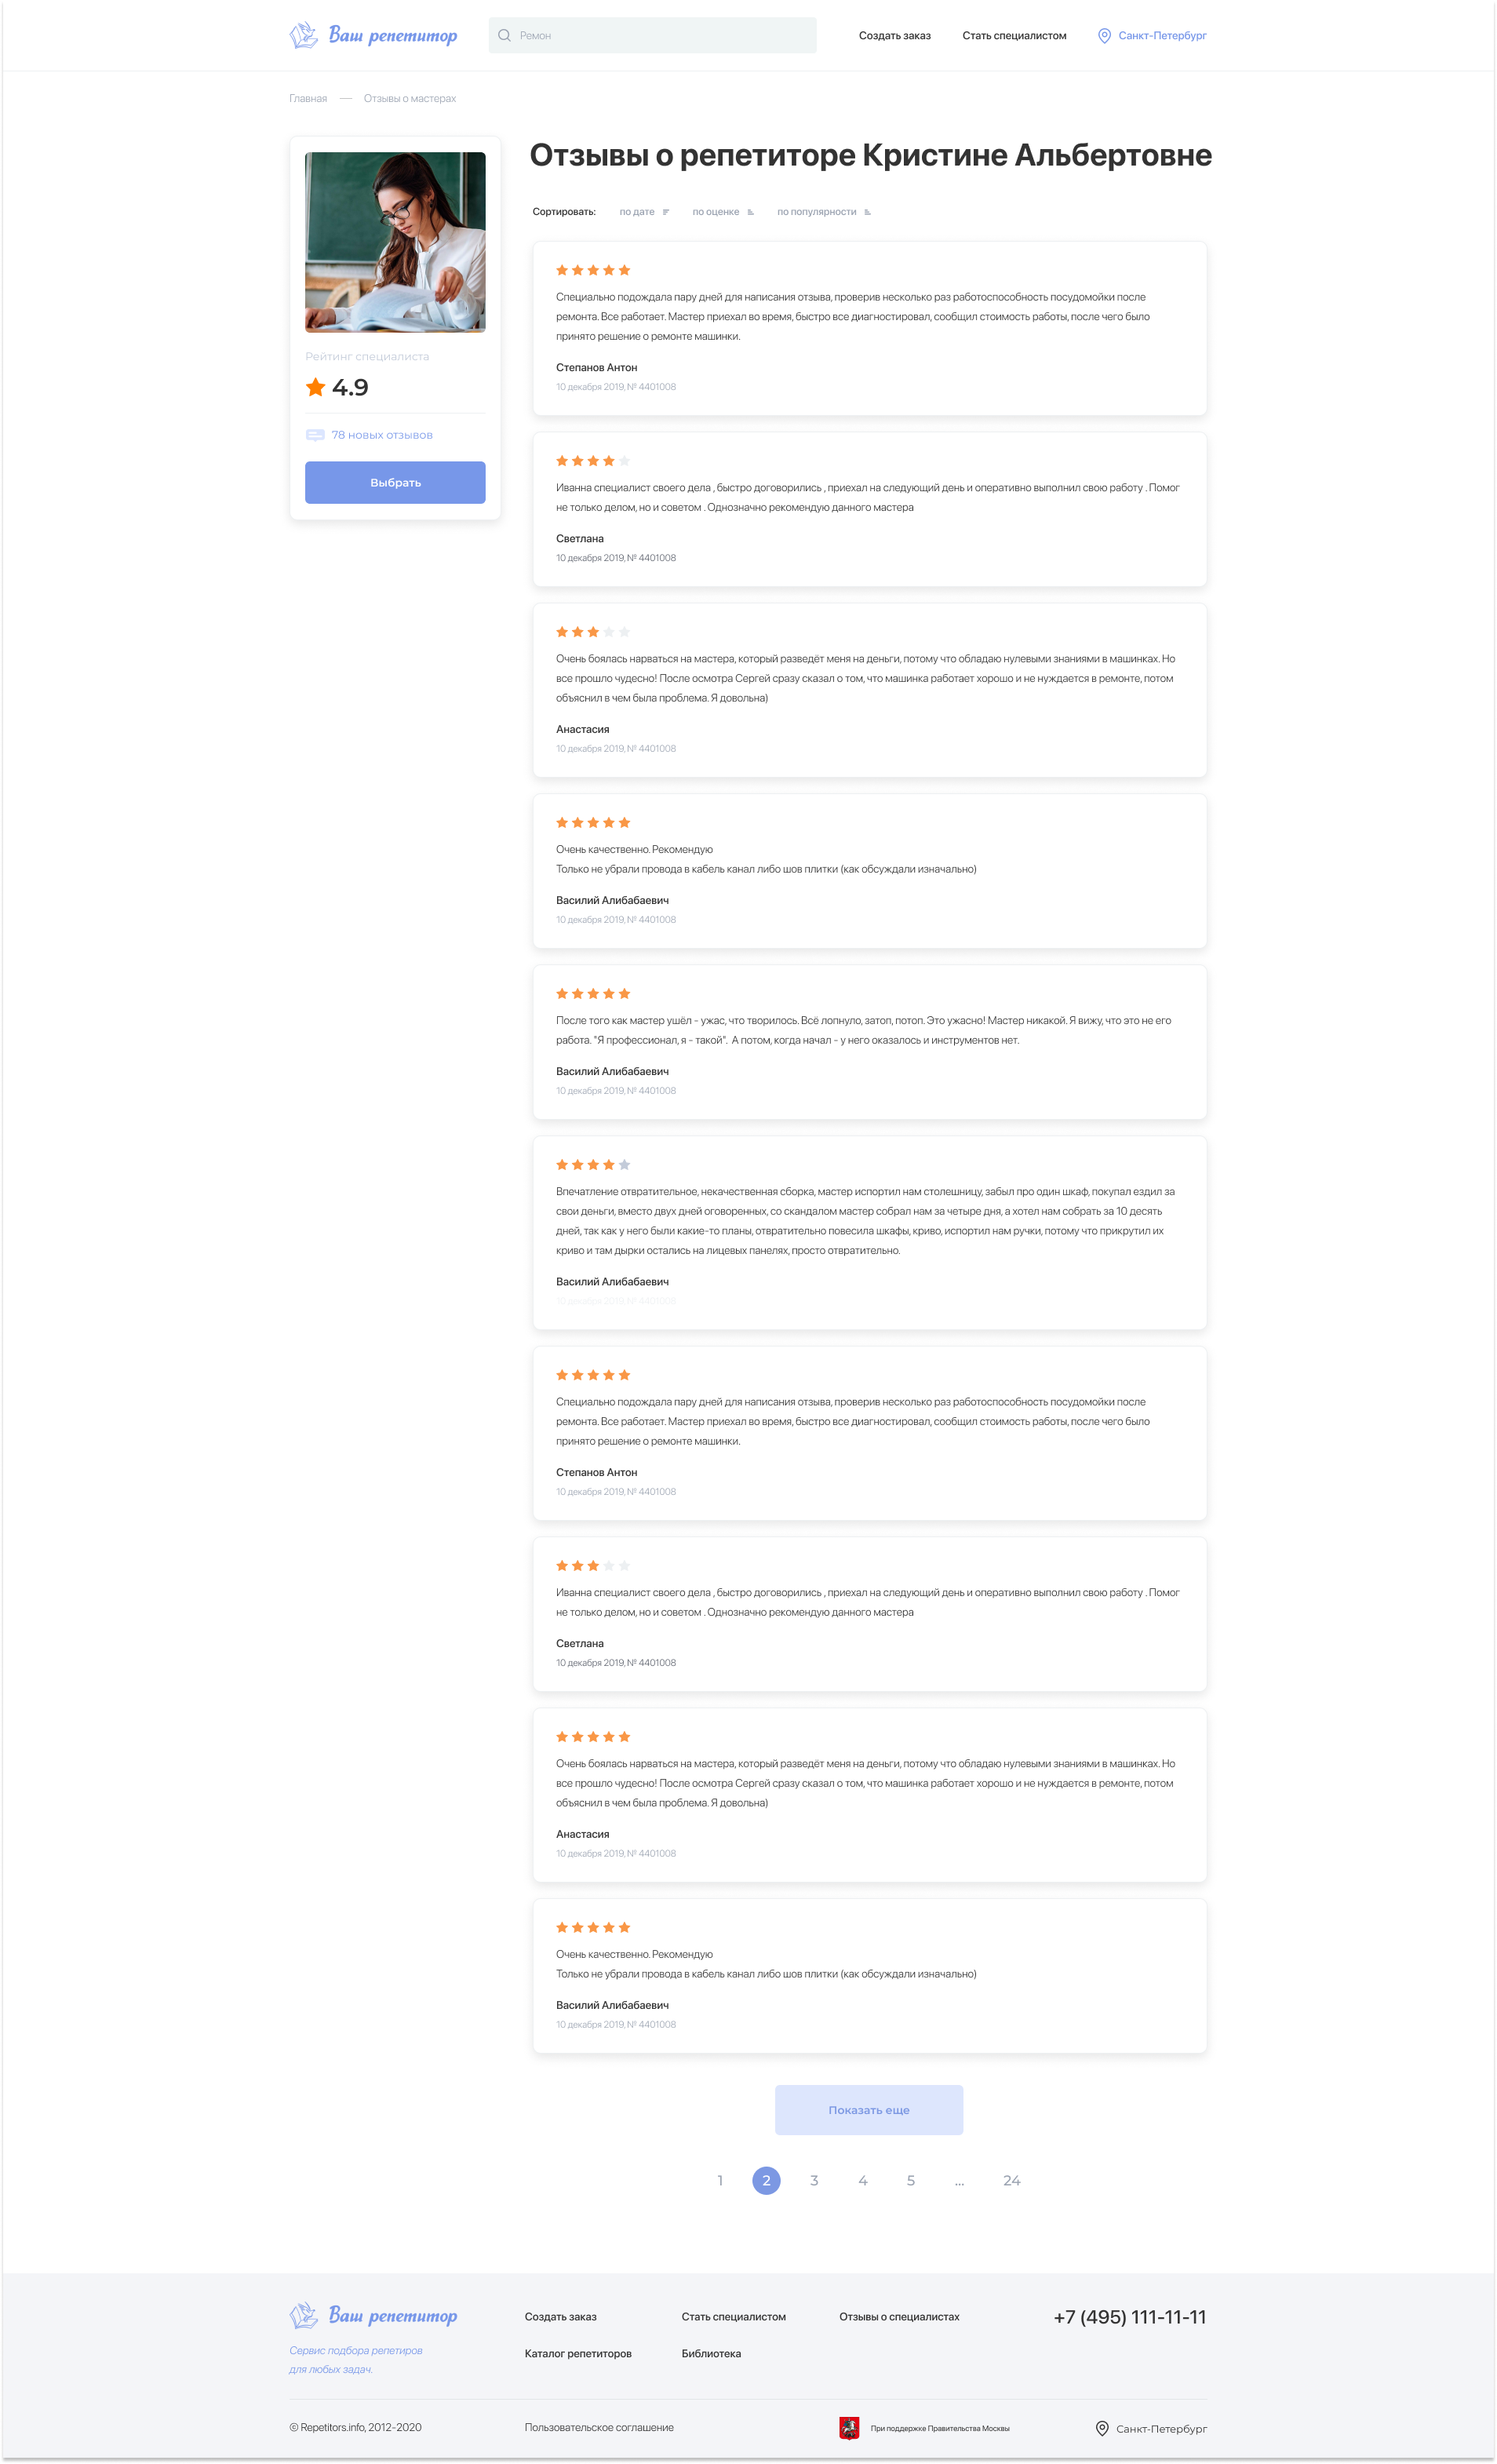 Ваш репетитор
Ремон
Создать заказ
Стать специалистом
Санкт-Петербург
Главная — Отзывы о мастерах
Рейтинг специалиста
4.9
78 новых отзывов
Выбрать
Отзывы о репетиторе Кристине Альбертовне
Сортировать: по дате по оценке по популярности
Специально подождала пару дней для написания отзыва, проверив несколько раз работоспособность посудомойки после
ремонта. Все работает. Мастер приехал во время, быстро все диагностировал, сообщил стоимость работы, после чего было
принято решение о ремонте машинки.
Степанов Антон
10 декабря 2019, № 4401008
Иванна специалист своего дела , быстро договорились , приехал на следующий день и оперативно выполнил свою работу . Помог
не только делом, но и советом . Однозначно рекомендую данного мастера
Светлана
10 декабря 2019, № 4401008
Очень боялась нарваться на мастера, который разведёт меня на деньги, потому что обладаю нулевыми знаниями в машинках. Но
все прошло чудесно! После осмотра Сергей сразу сказал о том, что машинка работает хорошо и не нуждается в ремонте, потом
объяснил в чем была проблема. Я довольна)
Анастасия
10 декабря 2019, № 4401008
Очень качественно. Рекомендую
Только не убрали провода в кабель канал либо шов плитки (как обсуждали изначально)
Василий Алибабаевич
10 декабря 2019, № 4401008
После того как мастер ушёл - ужас, что творилось. Всё лопнуло, затоп, потоп. Это ужасно! Мастер никакой. Я вижу, что это не его
работа. "Я профессионал, я - такой". А потом, когда начал - у него оказалось и инструментов нет.
Василий Алибабаевич
10 декабря 2019, № 4401008
Впечатление отвратительное, некачественная сборка, мастер испортил нам столешницу, забыл про один шкаф, покупал ездил за
свои деньги, вместо двух дней оговоренных, со скандалом мастер собрал нам за четыре дня, а хотел нам собрать за 10 десять
дней, так как у него были какие-то планы, отвратительно повесила шкафы, криво, испортил нам ручки, потому что прикрутил их
криво и там дырки остались на лицевых панелях, просто отвратительно.
Василий Алибабаевич
10 декабря 2019, № 4401008
Специально подождала пару дней для написания отзыва, проверив несколько раз работоспособность посудомойки после
ремонта. Все работает. Мастер приехал во время, быстро все диагностировал, сообщил стоимость работы, после чего было
принято решение о ремонте машинки.
Степанов Антон
10 декабря 2019, № 4401008
Иванна специалист своего дела , быстро договорились , приехал на следующий день и оперативно выполнил свою работу . Помог
не только делом, но и советом . Однозначно рекомендую данного мастера
Светлана
10 декабря 2019, № 4401008
Очень боялась нарваться на мастера, который разведёт меня на деньги, потому что обладаю нулевыми знаниями в машинках. Но
все прошло чудесно! После осмотра Сергей сразу сказал о том, что машинка работает хорошо и не нуждается в ремонте, потом
объяснил в чем была проблема. Я довольна)
Анастасия
10 декабря 2019, № 4401008
Очень качественно. Рекомендую
Только не убрали провода в кабель канал либо шов плитки (как обсуждали изначально)
Василий Алибабаевич
10 декабря 2019, № 4401008
Показать еще
1 2 3 4 5 ... 24
Ваш репетитор
Сервис подбора репетиров
для любых задач.
Создать заказ
Стать специалистом
Отзывы о специалистах
+7 (495) 111-11-11
Каталог репетиторов
Библиотека
© Repetitors.info, 2012-2020
Пользовательское соглашение
При поддержке Правительства Москвы
Санкт-Петербург